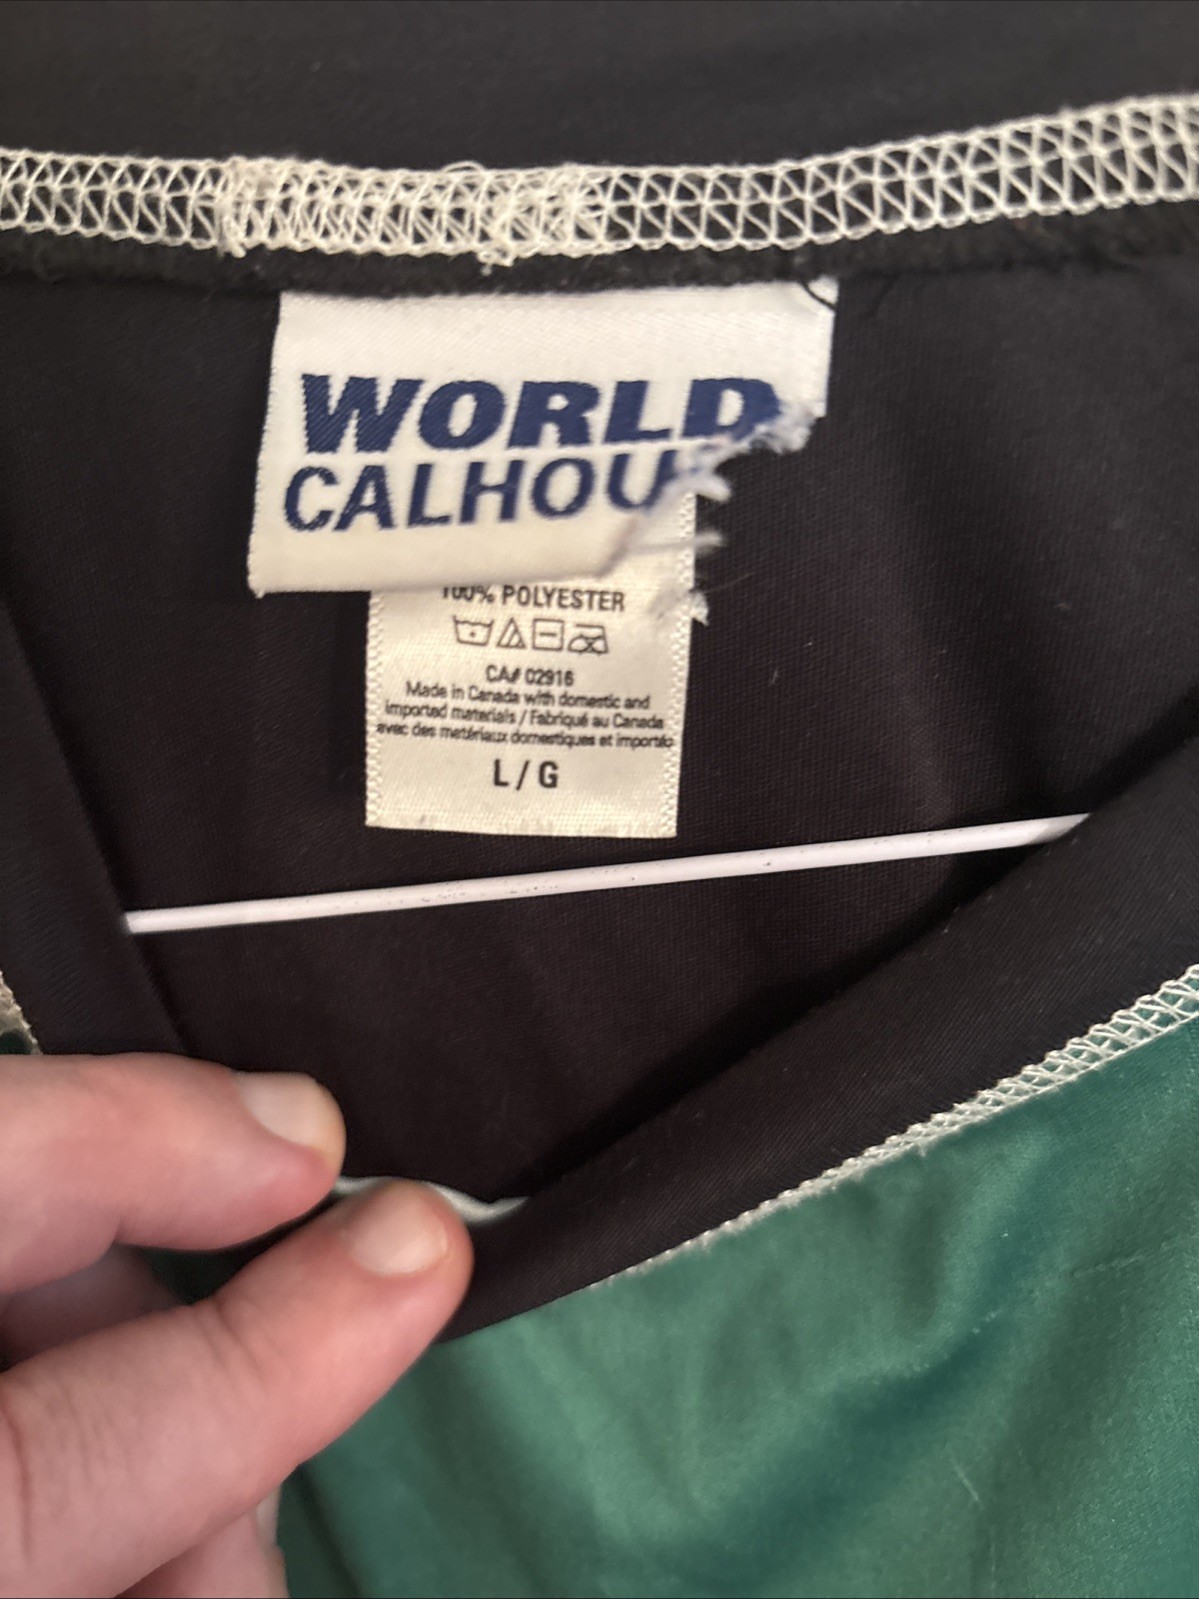 WORLD
CALHOU
100% POLYESTER
CA# 02916
Made in Canada with domestic and
imported materials / Fabriqué au Canada
avec des matériaux domestiques et importés
L / G